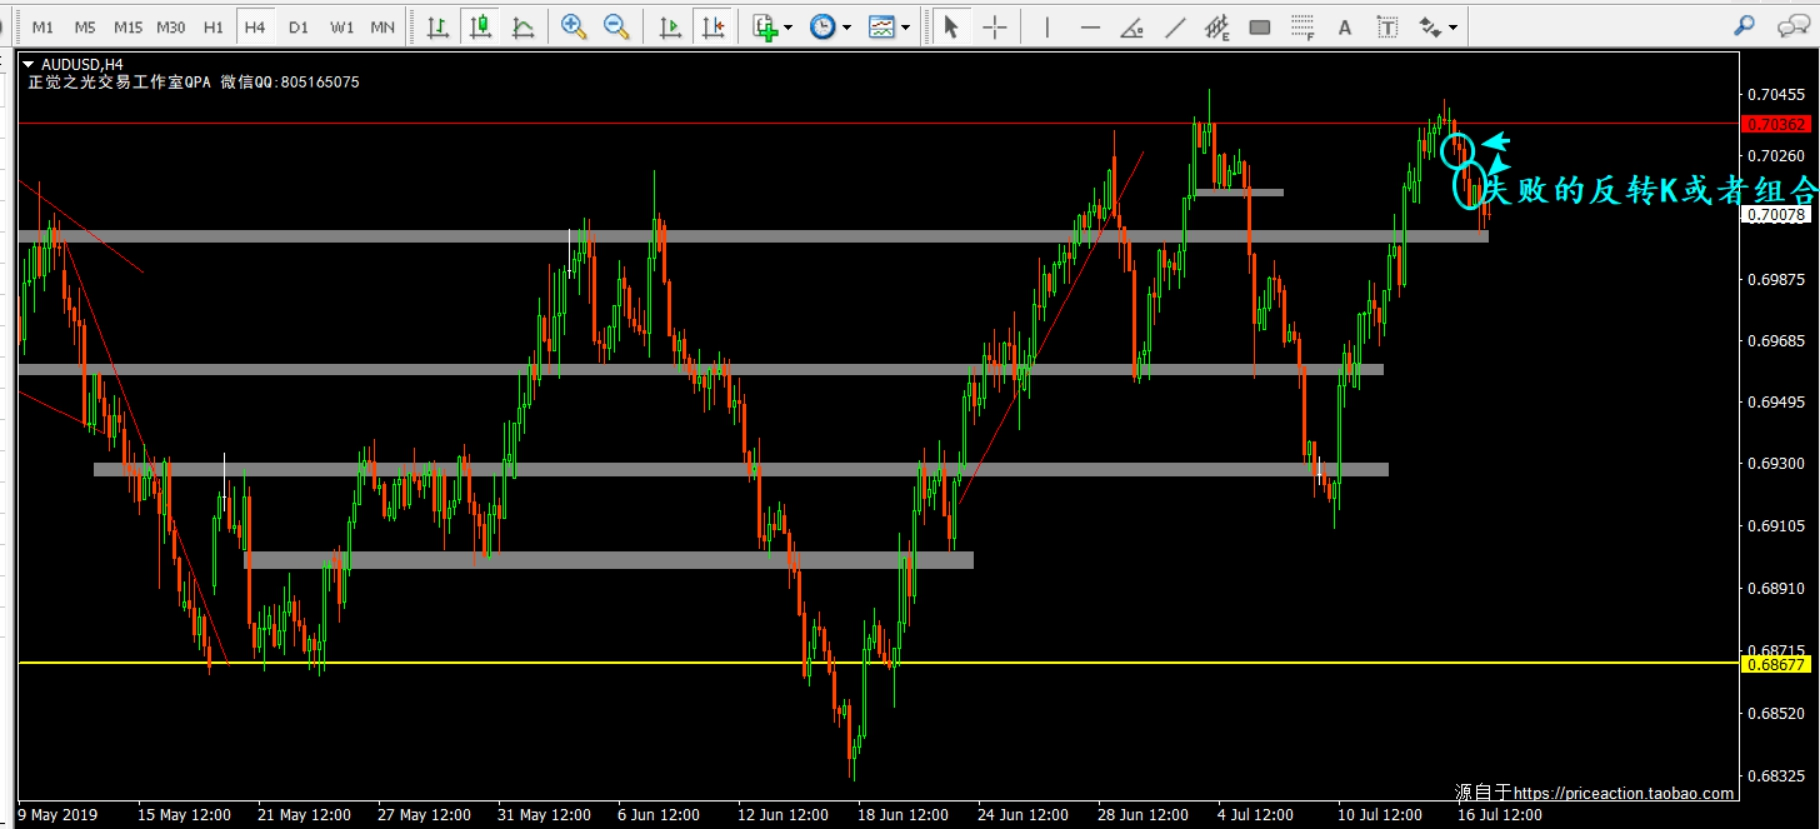 M1 M5 M15 M30 H1 H4 D1 W1 MN E F A T
AUDUSD,H4
正觉之光交易工作室QPA 微信QQ:805165075
0.70455
0.70362
0.70260
失败的反转K或者组合
0.70078
0.69875
0.69685
0.69495
0.69300
0.69105
0.68910
0.68715
0.68677
0.68520
0.68325
源自于https://priceaction.taobao.com
9 May 2019 15 May 12:00 21 May 12:00 27 May 12:00 31 May 12:00 6 Jun 12:00 12 Jun 12:00 18 Jun 12:00 24 Jun 12:00 28 Jun 12:00 4 Jul 12:00 10 Jul 12:00 16 Jul 12:00